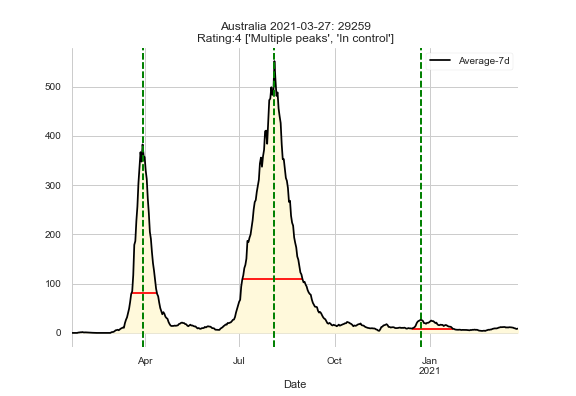 Australia 2021-03-27: 29259
Rating:4 ['Multiple peaks', 'In control']
Average-7d
500
400
300
200
100
0
Apr
Jul
Oct
Jan
2021
Date